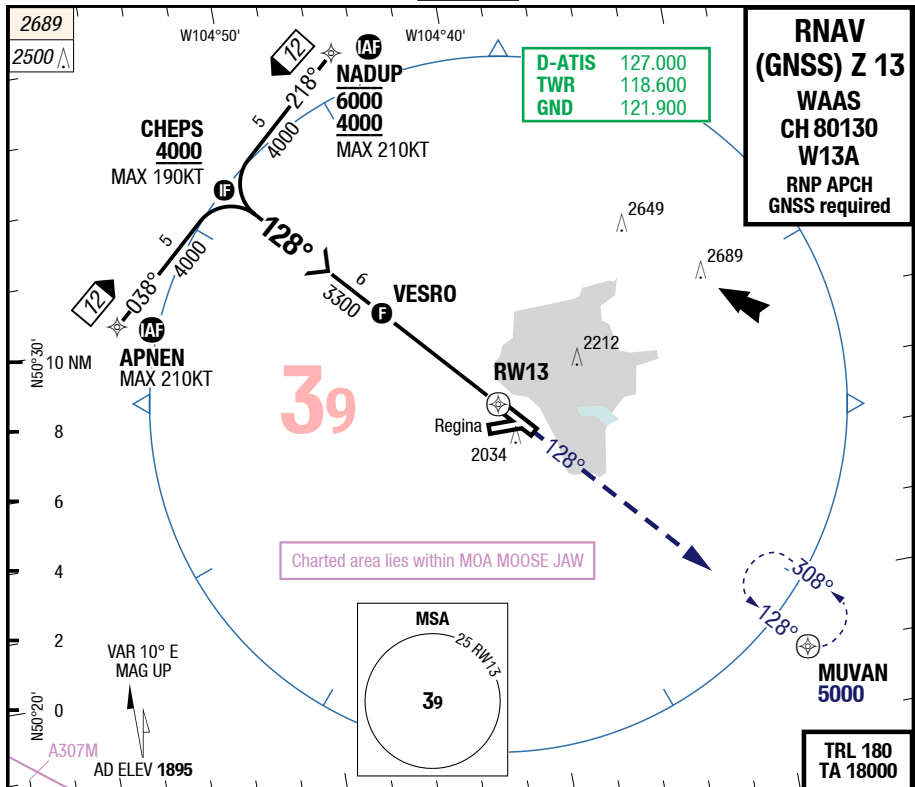 2689
2500
W104°50'
W104°40'
RNAV
(GNSS) Z 13
WAAS
CH 80130
W13A
RNP APCH
GNSS required
D-ATIS 127.000
TWR 118.600
GND 121.900
12
218°
IAF
NADUP
6000
4000
MAX 210KT
5
4000
CHEPS
4000
MAX 190KT
IF
128°
5
4000
12
038°
IAF
APNEN
MAX 210KT
6
3300
F
VESRO
2649
2689
2212
RW13
Regina
2034
39
128°
N50°30'
10 NM
8
6
4
2
0
N50°20'
Charted area lies within MOA MOOSE JAW
308°
128°
MUVAN
5000
MSA
25 RW13
39
VAR 10° E
MAG UP
A307M
AD ELEV 1895
TRL 180
TA 18000